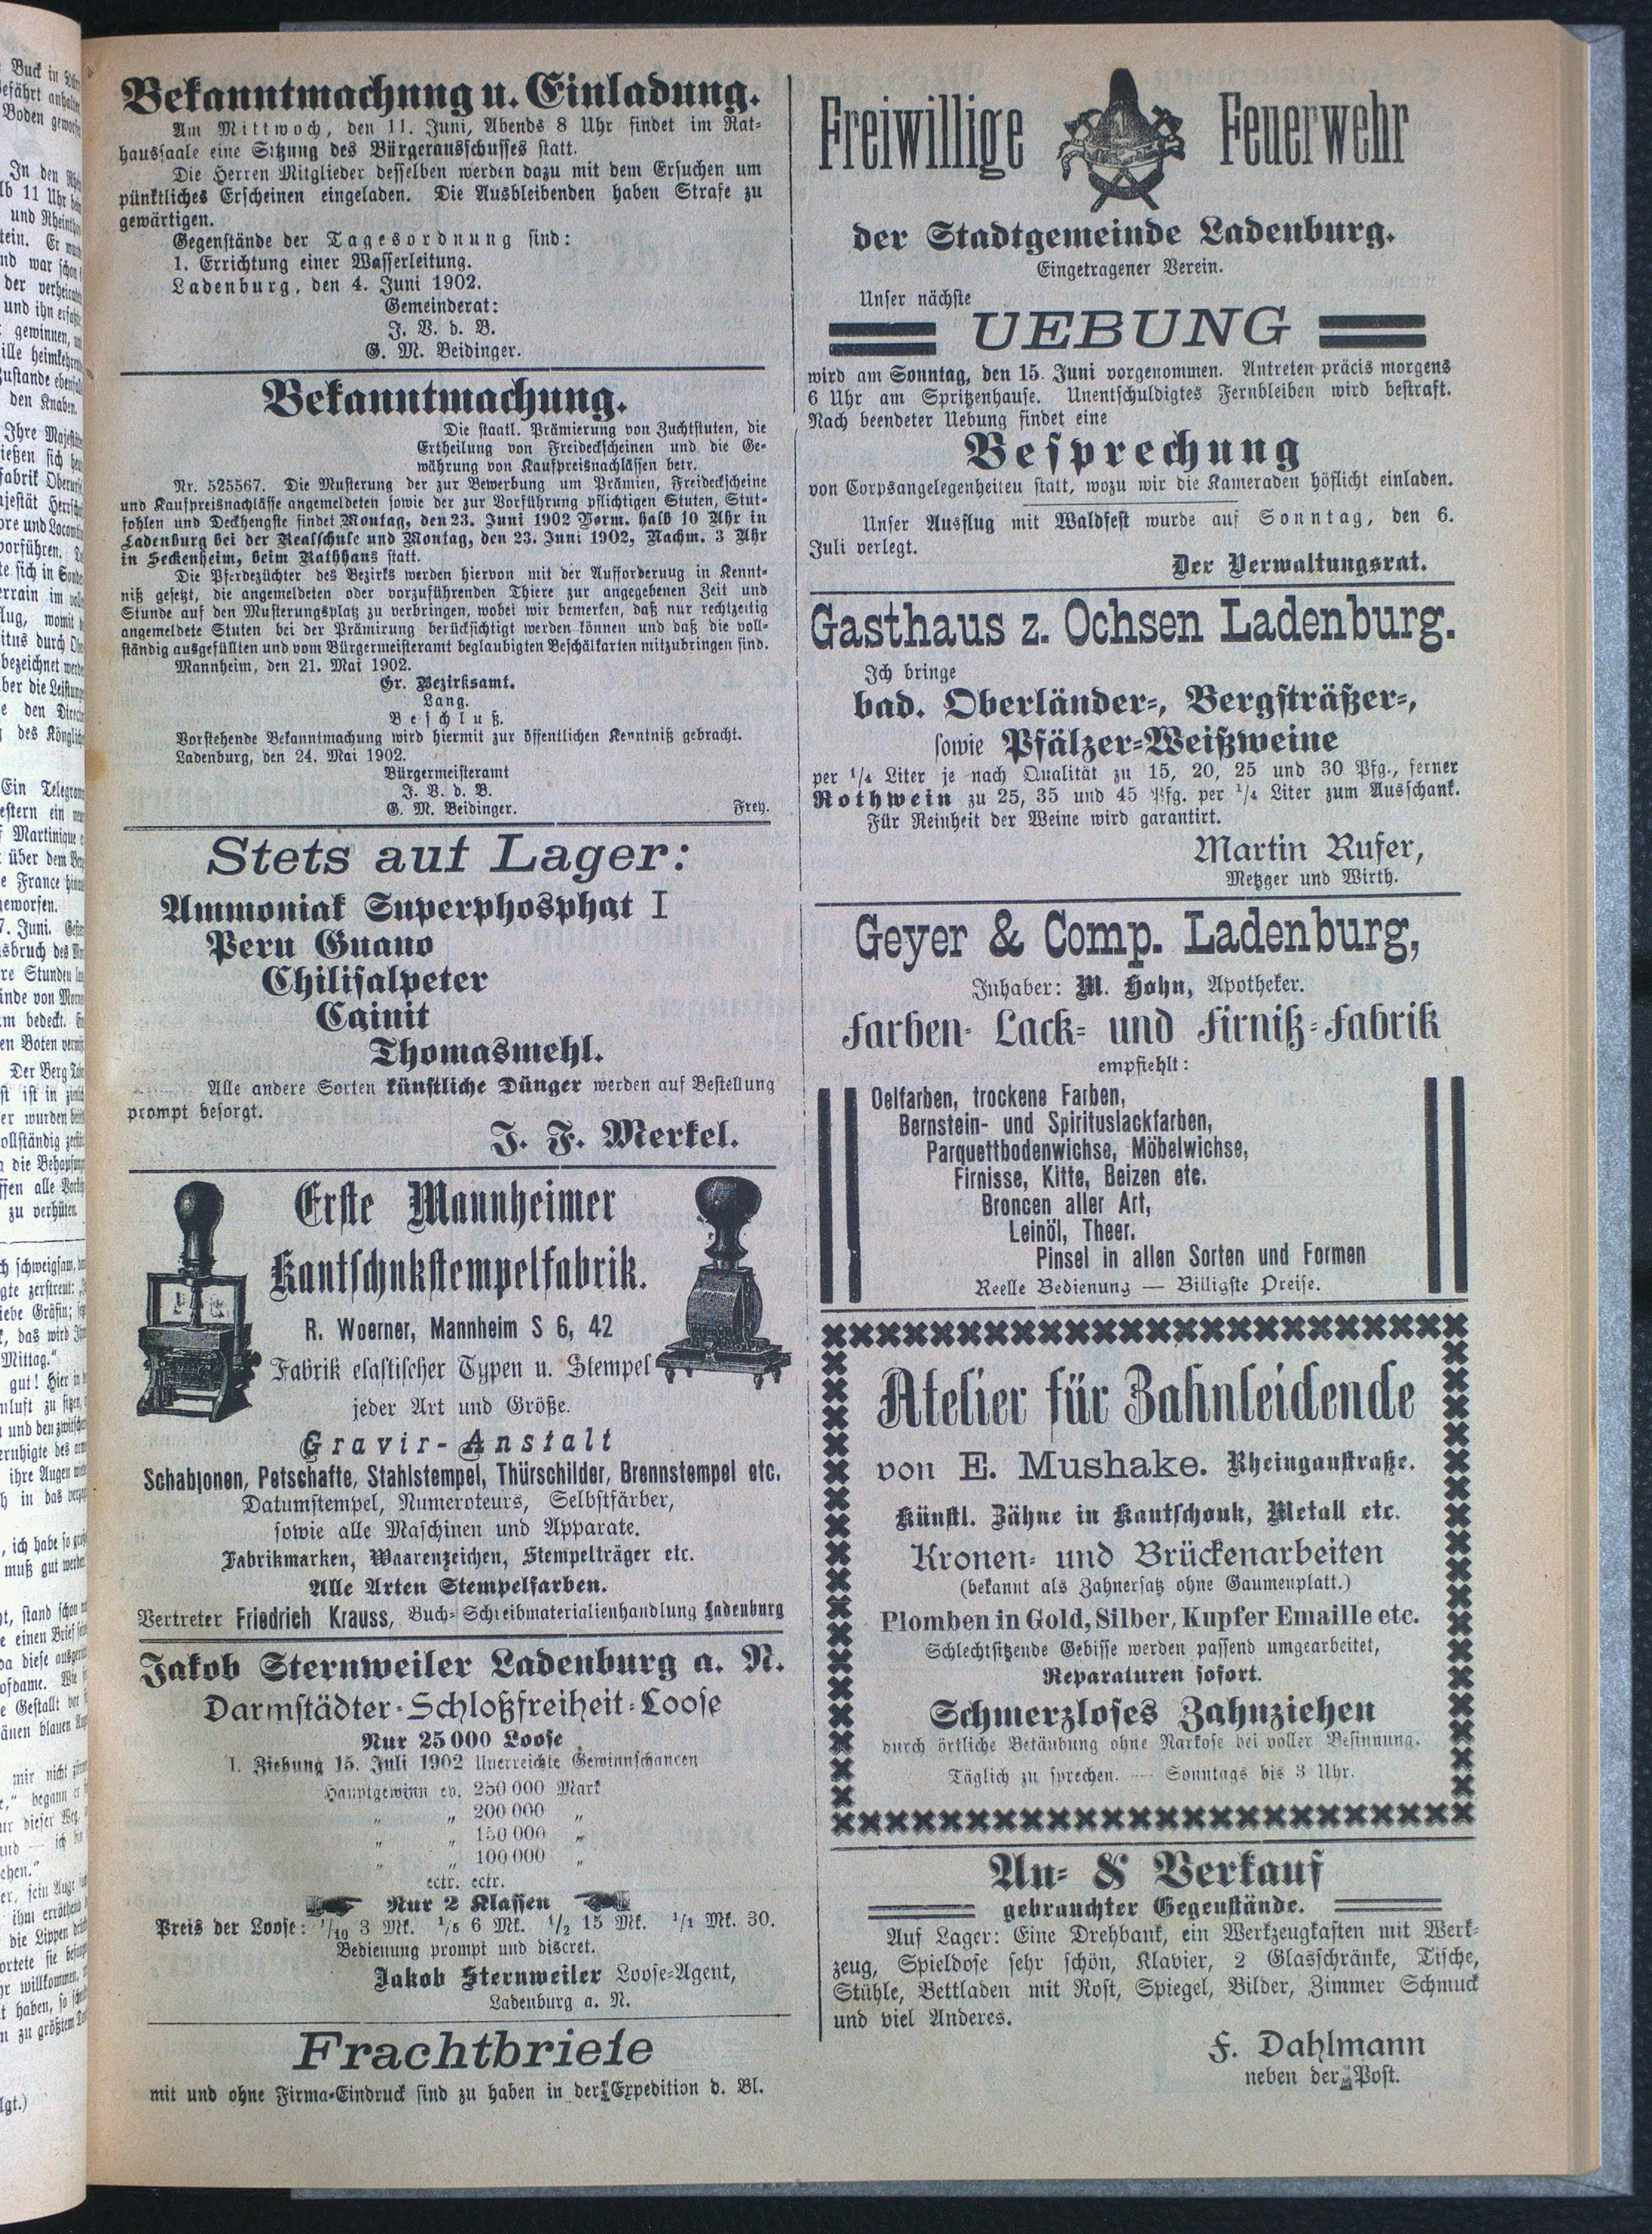 Bekanntmachung u. Einladung.
Am Mittwoch, den 11. Juni, Abends 8 Uhr findet im Rat-
haussaale eine Sitzung des Bürgerausschusses statt.
Die Herren Mitglieder desselben werden dazu mit dem Ersuchen um
pünktliches Erscheinen eingeladen. Die Ausbleibenden haben Strafe zu
gewärtigen.
Gegenstände der Tagesordnung sind:
1. Errichtung einer Wasserleitung.
Ladenburg, den 4. Juni 1902.
Gemeinderat:
J. V. d. B.
G. M. Beidinger.
Bekanntmachung.
Die staatl. Prämierung von Zuchtstuten, die
Ertheilung von Freideckscheinen und die Ge-
währung von Kaufpreisnachlässen betr.
Nr. 525567. Die Musterung der zur Bewerbung um Prämien, Freideckscheine
und Kaufpreisnachlässe angemeldeten sowie der zur Vorführung pflichtigen Stuten, Stut-
fohlen und Deckhengste findet Montag, den 23. Juni 1902 Vorm. halb 10 Uhr in
Ladenburg bei der Realschule und Montag, den 23. Juni 1902, Nachm. 3 Uhr
in Seckenheim, beim Rathhaus statt.
Die Pferdezüchter des Bezirks werden hiervon mit der Aufforderuug in Kennt-
niß gesetzt, die angemeldeten oder vorzuführenden Thiere zur angegebenen Zeit und
Stunde auf den Musterungsplatz zu verbringen, wobei wir bemerken, daß nur rechtzeitig
angemeldete Stuten bei der Prämirung berücksichtigt werden können und daß die voll-
ständig ausgefüllten und vom Bürgermeisteramt beglaubigten Beschälkarten mitzubringen sind.
Mannheim, den 21. Mai 1902.
Gr. Bezirksamt.
Lang.
Beschluß.
Vorstehende Bekanntmachung wird hiermit zur öffentlichen Kenntniß gebracht.
Ladenburg, den 24. Mai 1902.
Bürgermeisteramt
J. V. d. B.
G. M. Beidinger. Frey.
Stets auf Lager:
Ammoniak Superphosphat I
Peru Guano
Chilisalpeter
Cainit
Thomasmehl.
Alle andere Sorten künstliche Dünger werden auf Bestellung
prompt besorgt.
J. F. Merkel.
Erste Mannheimer
Kautschukstempelfabrik.
R. Woerner, Mannheim S 6, 42
Fabrik elastischer Typen u. Stempel
jeder Art und Größe.
Gravir-Anstalt
Schablonen, Petschafte, Stahlstempel, Thürschilder, Brennstempel etc.
Datumstempel, Numeroteurs, Selbstfärber,
sowie alle Maschinen und Apparate.
Fabrikmarken, Waarenzeichen, Stempelträger etc.
Alle Arten Stempelfarben.
Vertreter Friedrich Krauss, Buch- Schreibmaterialienhandlung Ladenburg
Jakob Sternweiler Ladenburg a. N.
Darmstädter-Schloßfreiheit-Loose
Nur 25 000 Loose
I. Ziehung 15. Juli 1902 Unerreichte Gewinnchancen
Hauptgewinn ev. 250 000 Mark
„ „ 200 000 „
„ „ 150 000 „
„ „ 100 000 „
ectr. ectr.
Nur 2 Klassen
Preis der Loose: 1/10 3 Mk. 1/5 6 Mk. 1/2 15 Mk. 1/1 Mk. 30.
Bedienung prompt und discret.
Jakob Sternweiler Loose-Agent,
Ladenburg a. N.
Frachtbriefe
mit und ohne Firma-Eindruck sind zu haben in der Expedition d. Bl.
Freiwillige Feuerwehr
der Stadtgemeinde Ladenburg.
Eingetragener Verein.
Unser nächste
UEBUNG
wird am Sonntag, den 15. Juni vorgenommen. Antreten präcis morgens
6 Uhr am Spritzenhause. Unentschuldigtes Fernbleiben wird bestraft.
Nach beendeter Uebung findet eine
Besprechung
von Corpsangelegenheiten statt, wozu wir die Kameraden höflicht einladen.
Unser Ausflug mit Waldfest wurde auf Sonntag, den 6.
Juli verlegt.
Der Verwaltungsrat.
Gasthaus z. Ochsen Ladenburg.
Ich bringe
bad. Oberländer-, Bergsträßer-,
sowie Pfälzer-Weißweine
per 1/4 Liter je nach Qualität zu 15, 20, 25 und 30 Pfg., ferner
Rothwein zu 25, 35 und 45 Pfg. per 1/4 Liter zum Ausschank.
Für Reinheit der Weine wird garantirt.
Martin Rufer,
Metzger und Wirth.
Geyer & Comp. Ladenburg,
Inhaber: M. Hohn, Apotheker.
Farben- Lack- und Firniß-Fabrik
empfiehlt:
Oelfarben, trockene Farben,
Bernstein- und Spirituslackfarben,
Parquettbodenwichse, Möbelwichse,
Firnisse, Kitte, Beizen etc.
Broncen aller Art,
Leinöl, Theer.
Pinsel in allen Sorten und Formen
Reelle Bedienung — Billigste Preise.
Atelier für Zahnleidende
von E. Mushake. Rheingaustraße.
Künstl. Zähne in Kautschouk, Metall etc.
Kronen- und Brückenarbeiten
(bekannt als Zahnersatz ohne Gaumenplatt.)
Plomben in Gold, Silber, Kupfer Emaille etc.
Schlechtsitzende Gebisse werden passend umgearbeitet,
Reparaturen sofort.
Schmerzloses Zahnziehen
durch örtliche Betäubung ohne Narkose bei voller Besinnung.
Täglich zu sprechen. — Sonntags bis 3 Uhr.
An- & Verkauf
gebrauchter Gegenstände.
Auf Lager: Eine Drehbank, ein Werkzeugkasten mit Werk-
zeug, Spieldose sehr schön, Klavier, 2 Glasschränke, Tische,
Stühle, Bettladen mit Rost, Spiegel, Bilder, Zimmer Schmuck
und viel Anderes.
F. Dahlmann
neben der Post.